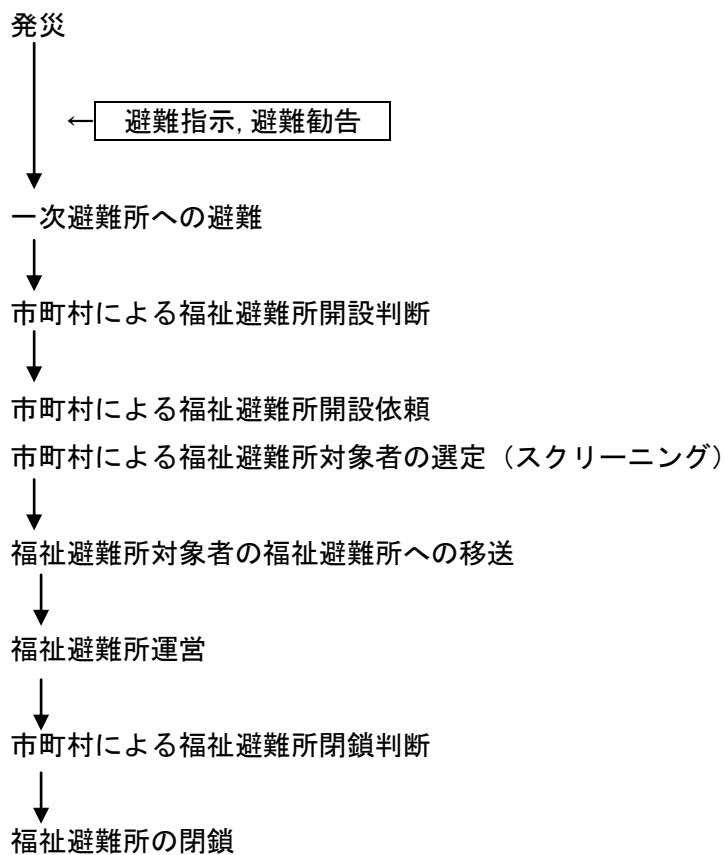 発災
←避難指示,避難勧告
一次避難所への避難
市町村による福祉避難所開設判断
市町村による福祉避難所開設依頼
市町村による福祉避難所対象者の選定（スクリーニング）
福祉避難所対象者の福祉避難所への移送
福祉避難所運営
市町村による福祉避難所閉鎖判断
福祉避難所の閉鎖